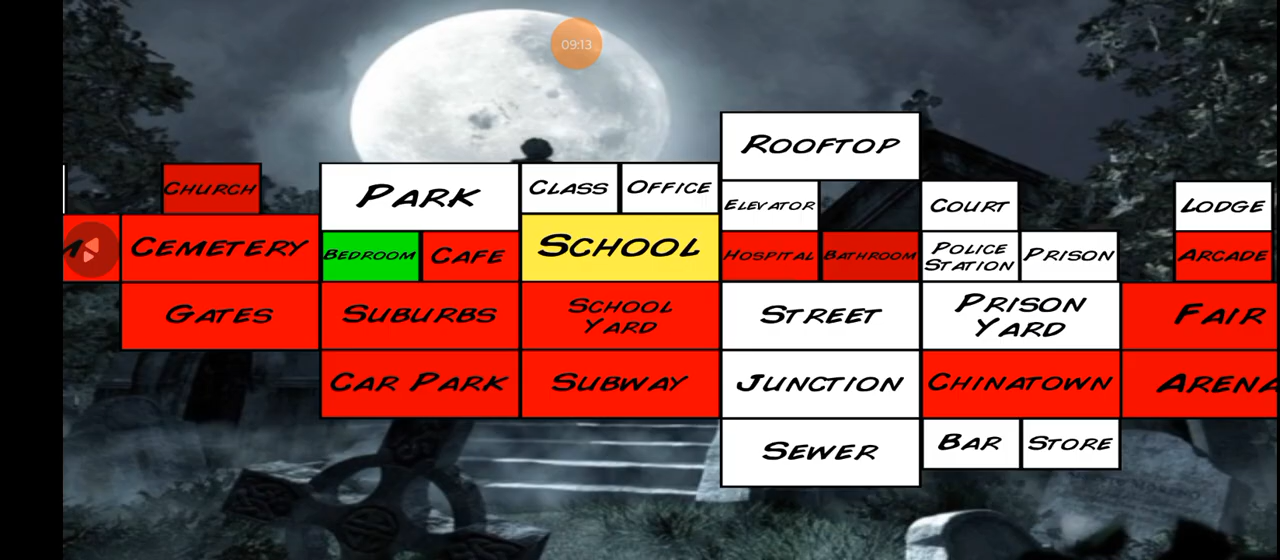 09:13
ROOFTOP
CHURCH
PARK
CLASS
OFFICE
ELEVATOR
COURT
LODGE
CEMETERY
BEDROOM
CAFE
SCHOOL
HOSPITAL
BATHROOM
POLICE
STATION
PRISON
ARCADE
GATES
SUBURBS
SCHOOL
YARD
STREET
PRISON
YARD
FAIR
CAR PARK
SUBWAY
JUNCTION
CHINATOWN
ARENA
SEWER
BAR
STORE